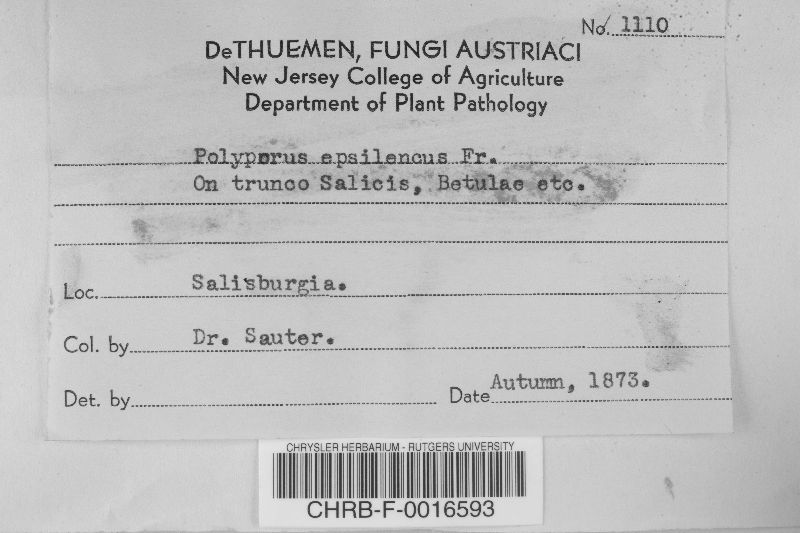 No. 1110
DeTHUEMEN, FUNGI AUSTRIACI
New Jersey College of Agriculture
Department of Plant Pathology
Polyporus epsilencus Fr.
On trunco Salicis, Betulae etc.
Loc. Salisburgia.
Col. by Dr. Sauter.
Det. by
Date Autumn, 1873.
CHRYSLER HERBARIUM - RUTGERS UNIVERSITY
CHRB-F-0016593